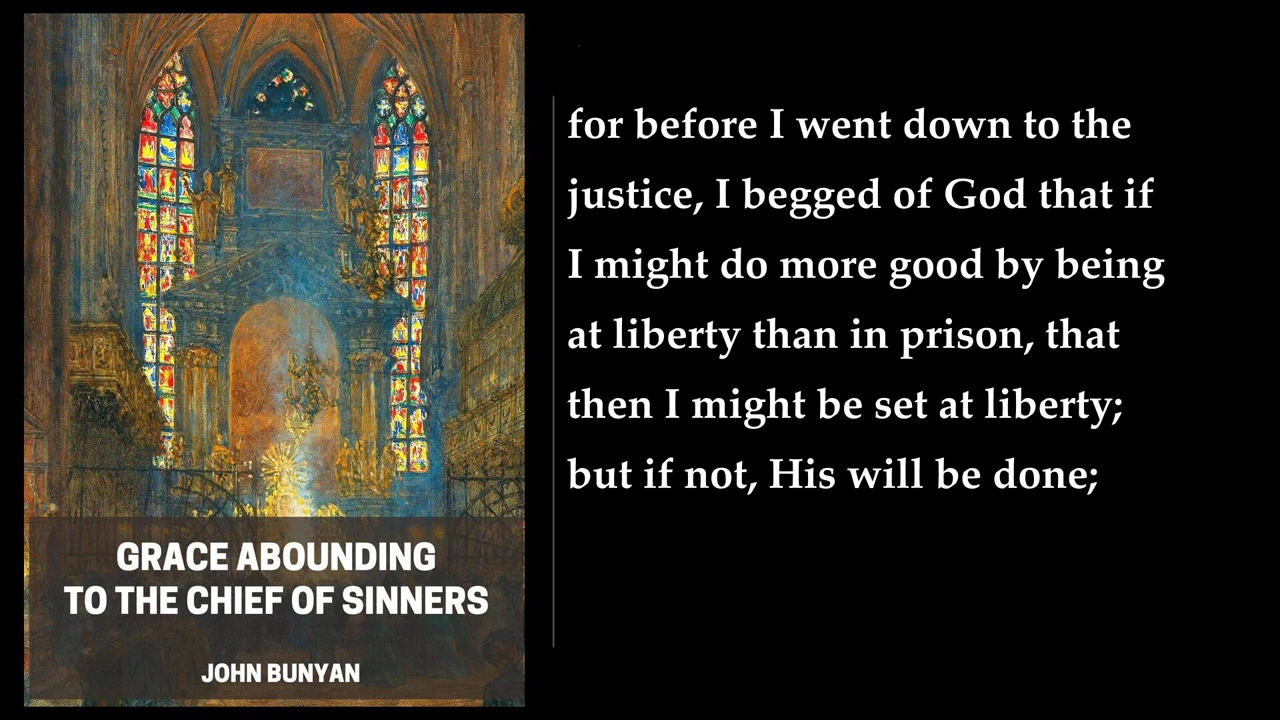 GRACE ABOUNDING
TO THE CHIEF OF SINNERS
JOHN BUNYAN
for before I went down to the
justice, I begged of God that if
I might do more good by being
at liberty than in prison, that
then I might be set at liberty;
but if not, His will be done;